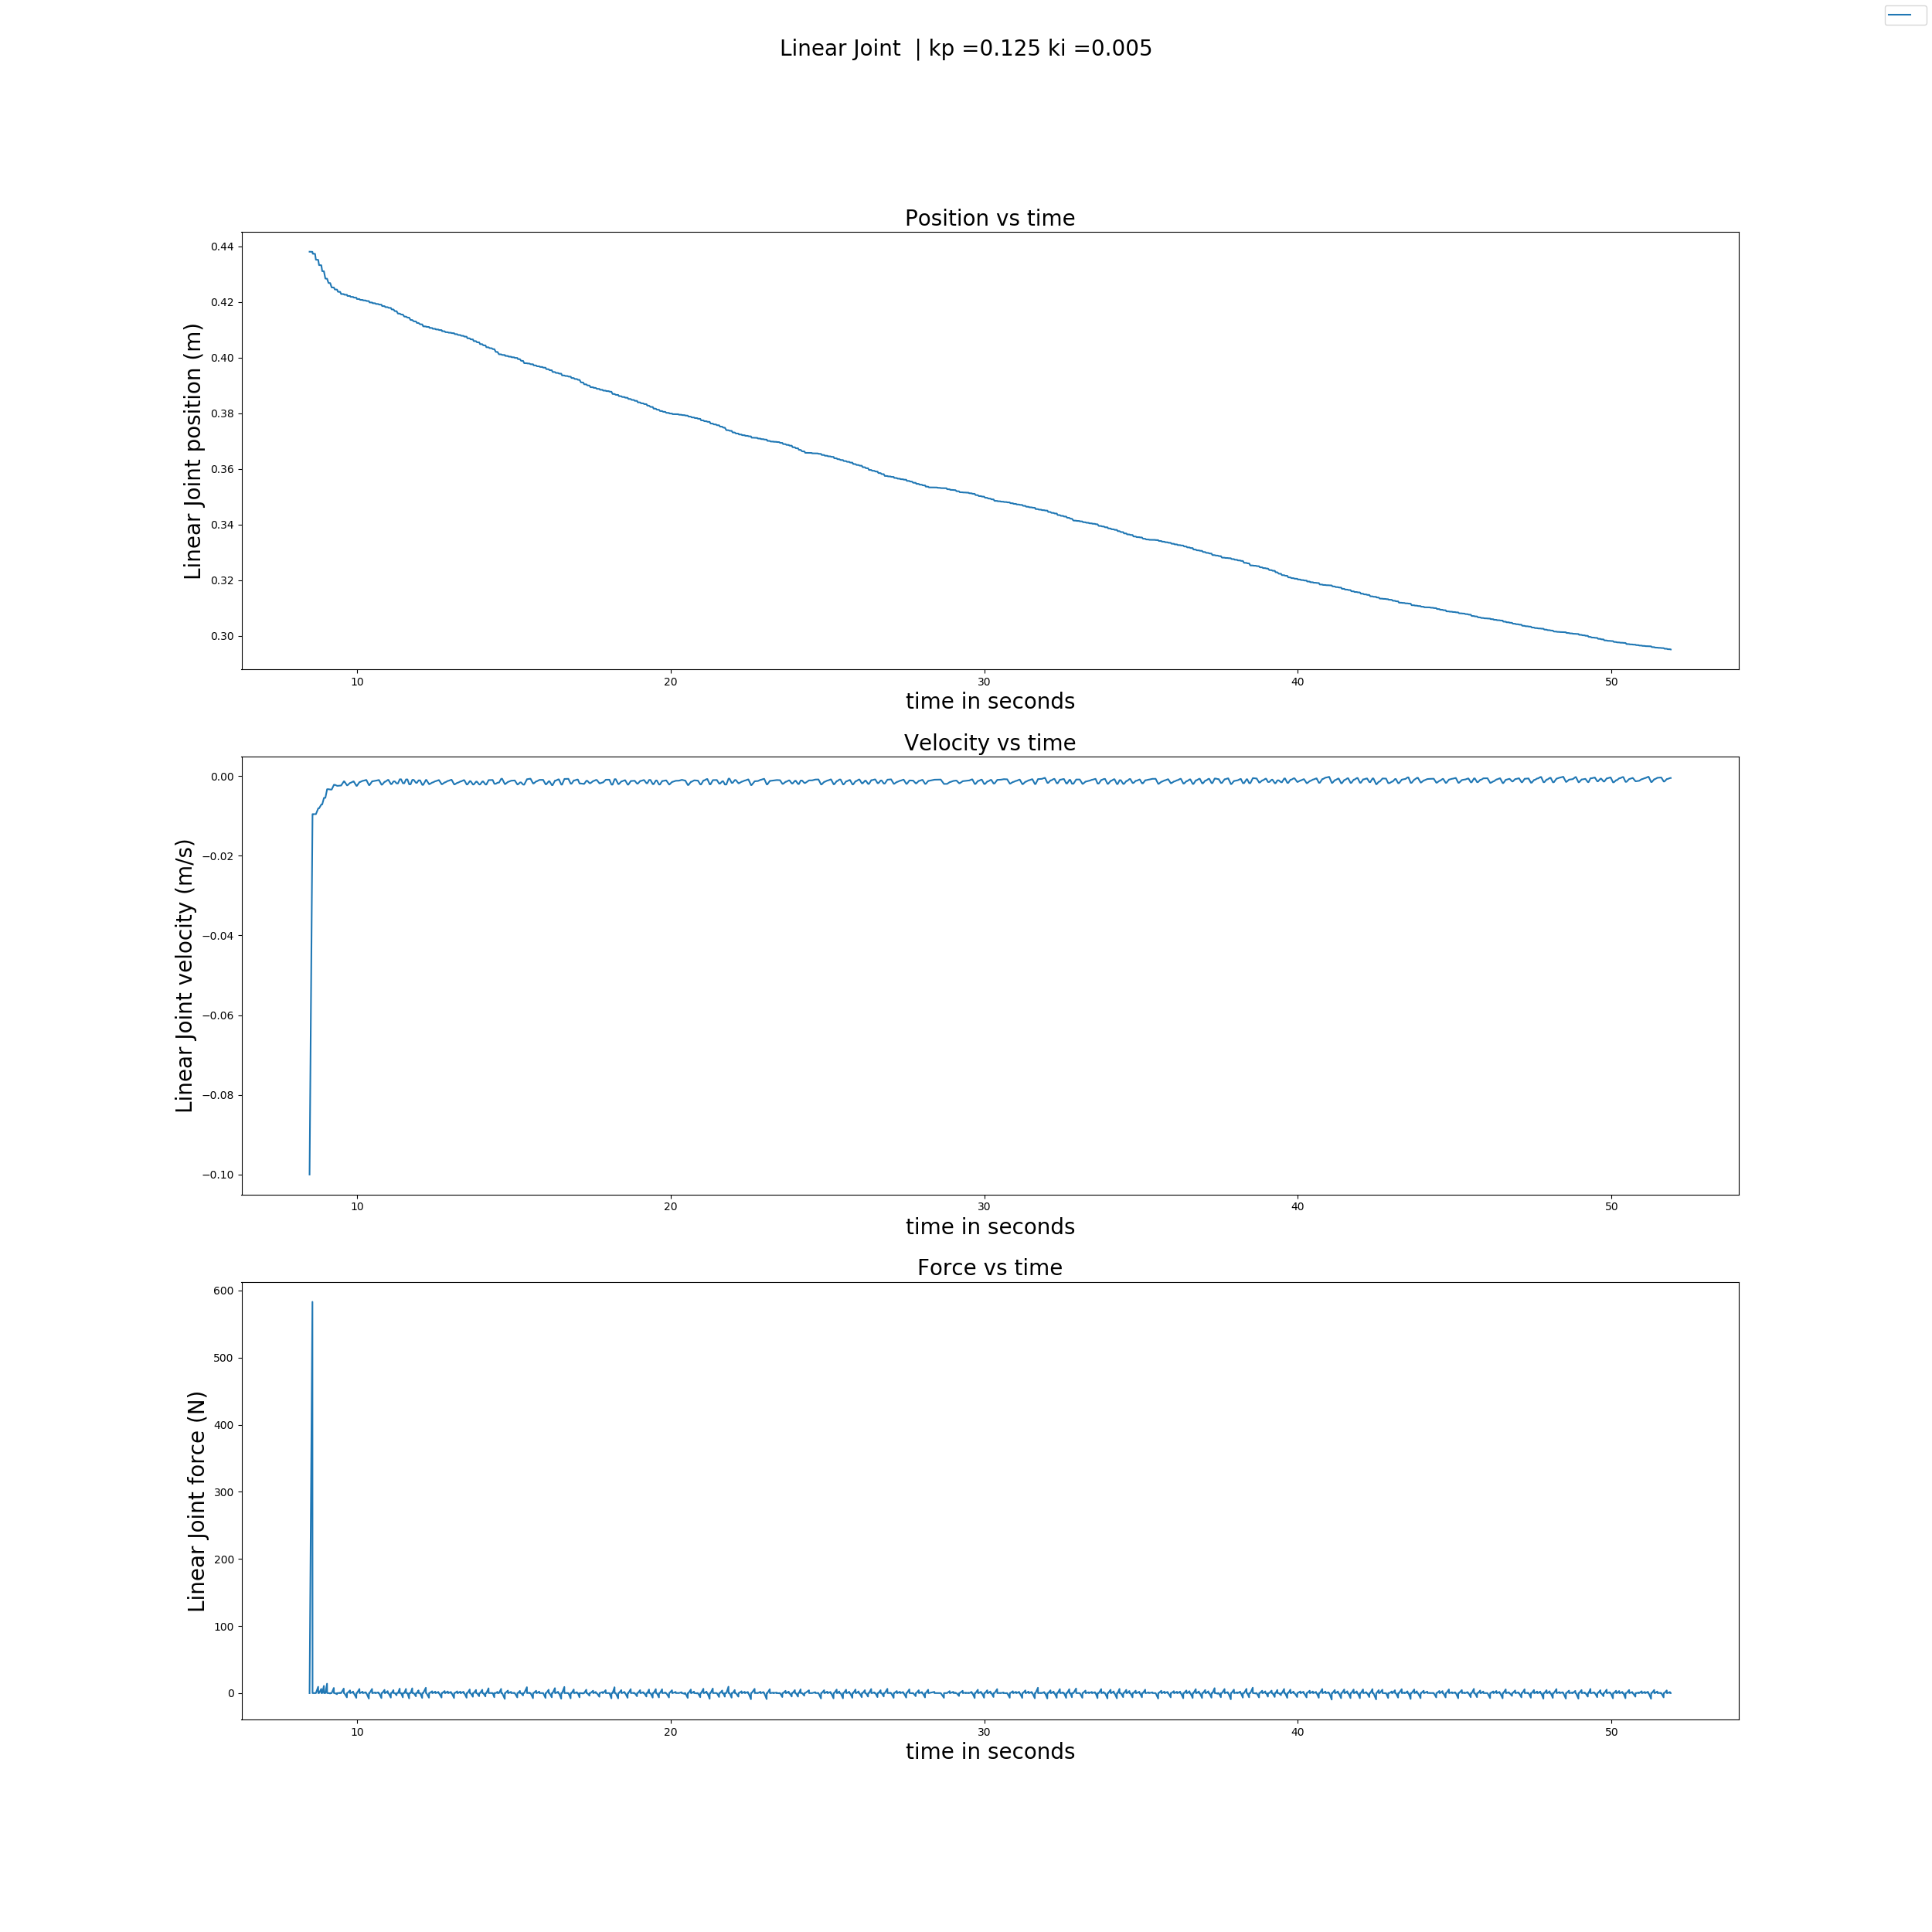 Linear Joint | kp =0.125 ki =0.005
Position vs time
Linear Joint position (m)
0.44
0.42
0.40
0.38
0.36
0.34
0.32
0.30
10 20 30 40 50
time in seconds
Velocity vs time
Linear Joint velocity (m/s)
0.00
−0.02
−0.04
−0.06
−0.08
−0.10
10 20 30 40 50
time in seconds
Force vs time
Linear Joint force (N)
600
500
400
300
200
100
0
10 20 30 40 50
time in seconds